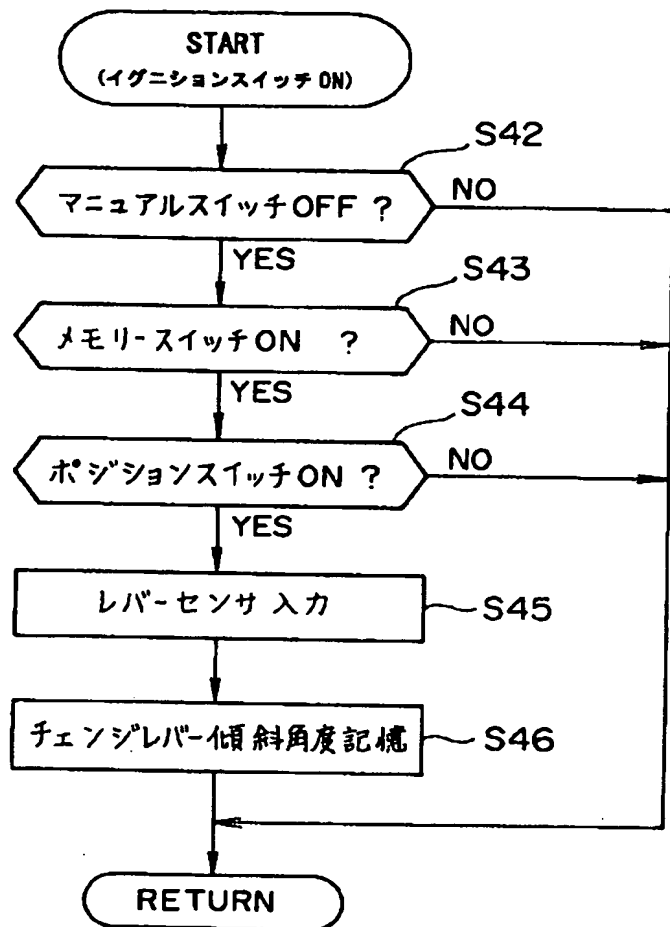 START
(イグニションスイッチ ON)
S42
マニュアルスイッチOFF ?
NO
YES
S43
メモリースイッチON ?
NO
YES
S44
ポジションスイッチON ?
NO
YES
レバーセンサ入力
S45
チェンジレバー傾斜角度記憶
S46
RETURN